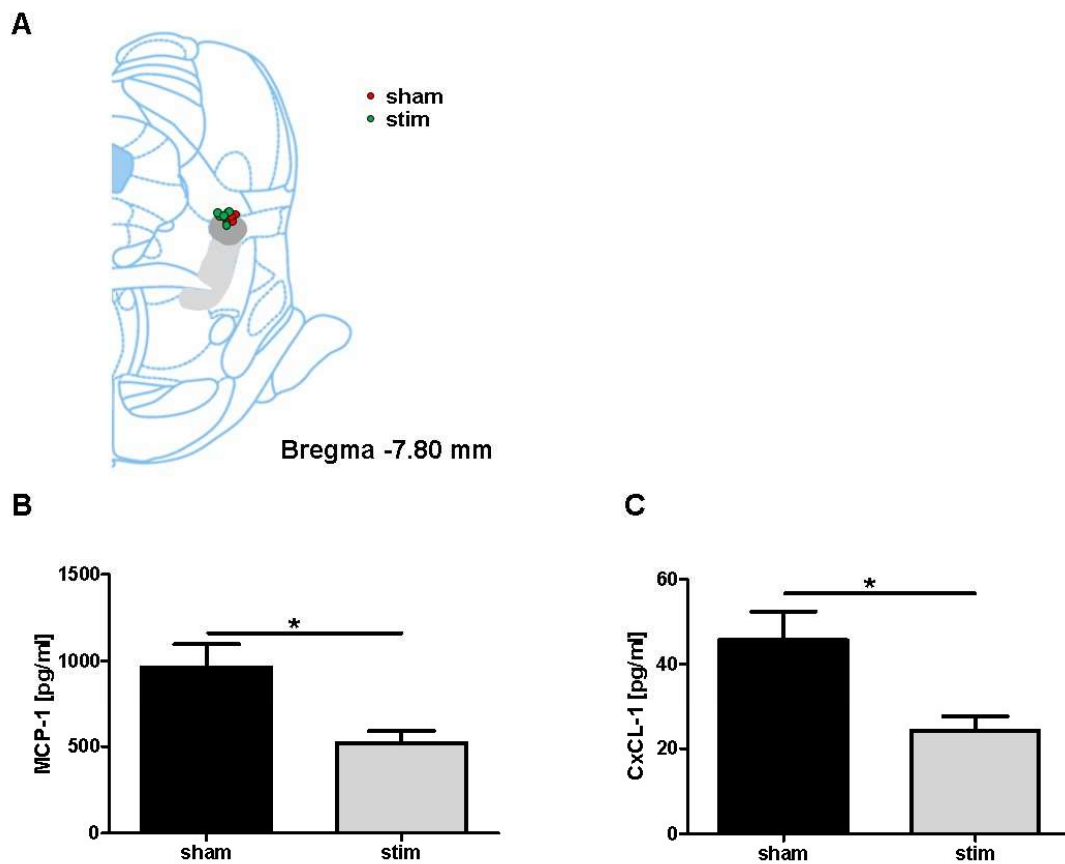 A
sham
stim
Bregma -7.80 mm
B
1500
1000
500
0
MCP-1 [pg/ml]
*
sham
stim
C
60
40
20
0
CxCL-1 [pg/ml]
*
sham
stim